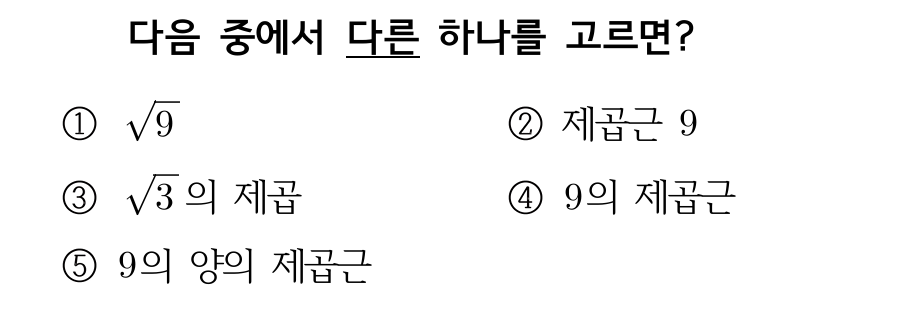 다음 중에서 다른 하나를 고르면?
① √9 ② 제곱근 9
③ √3의 제곱 ④ 9의 제곱근
⑤ 9의 양의 제곱근